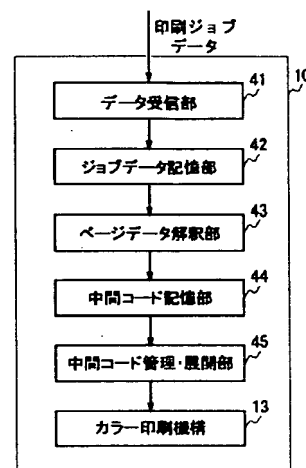 印刷ジョブ
データ
10
41
データ受信部
42
ジョブデータ記憶部
43
ページデータ解釈部
44
中間コード記憶部
45
中間コード管理・展開部
13
カラー印刷機構